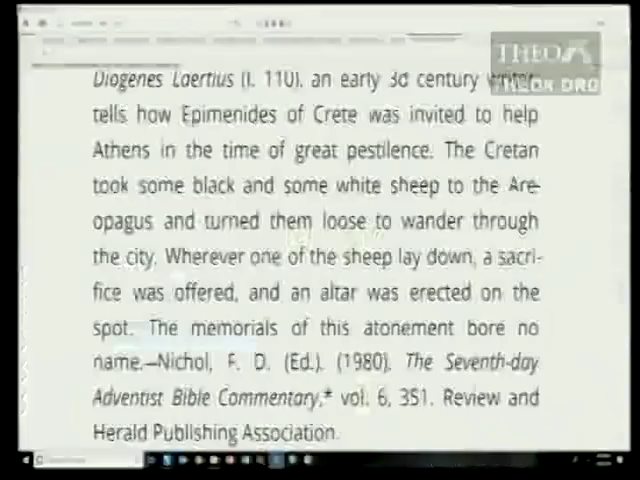 THEOX
THEOX ORG
Diogenes Laertius (I. 110), an early 3d century writer
tells how Epimenides of Crete was invited to help
Athens in the time of great pestilence. The Cretan
took some black and some white sheep to the Are-
opagus and turned them loose to wander through
the city. Wherever one of the sheep lay down, a sacri-
fice was offered, and an altar was erected on the
spot. The memorials of this atonement bore no
name.—Nichol, F. D. (Ed.). (1980). The Seventh-day
Adventist Bible Commentary,* vol. 6, 351. Review and
Herald Publishing Association.